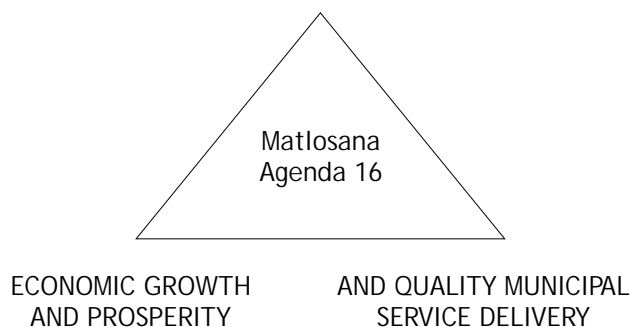 Matlosana
Agenda 16
ECONOMIC GROWTH
AND PROSPERITY
AND QUALITY MUNICIPAL
SERVICE DELIVERY